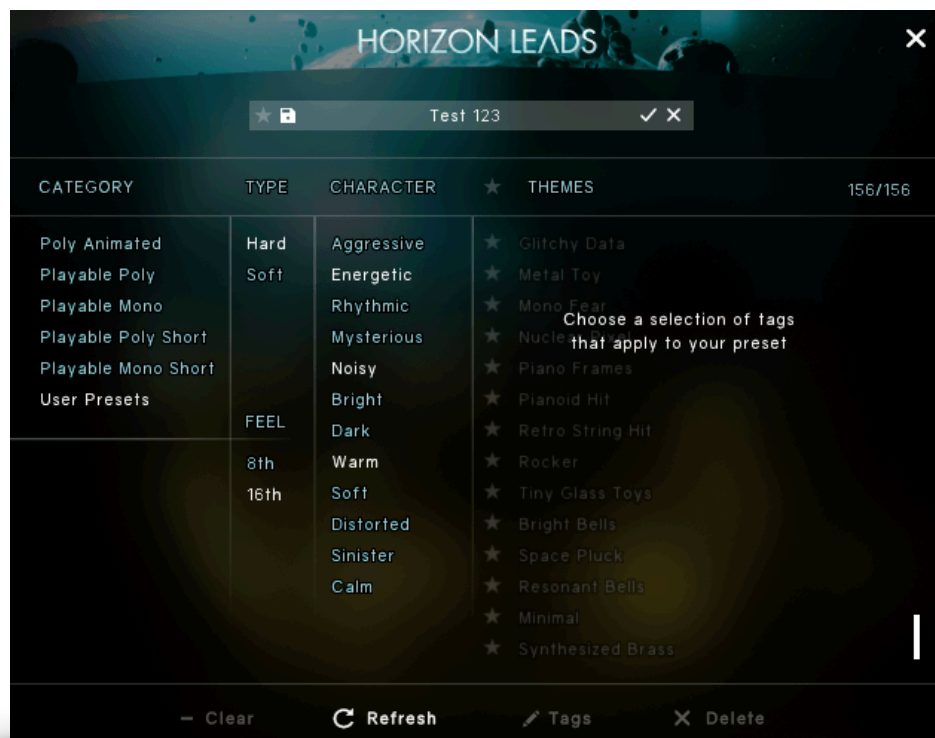 HORIZON LEADS
Test 123
CATEGORY
Poly Animated
Playable Poly
Playable Mono
Playable Poly Short
Playable Mono Short
User Presets
TYPE
Hard
Soft
FEEL
8th
16th
CHARACTER
Aggressive
Energetic
Rhythmic
Mysterious
Noisy
Bright
Dark
Warm
Soft
Distorted
Sinister
Calm
THEMES
156/156
Glitchy Data
Metal Toy
Mono Fear
Nuclear Pixel
Piano Frames
Pianoid Hit
Retro String Hit
Rocker
Tiny Glass Toys
Bright Bells
Space Pluck
Resonant Bells
Minimal
Synthesized Brass
Choose a selection of tags
that apply to your preset
Clear
Refresh
Tags
Delete